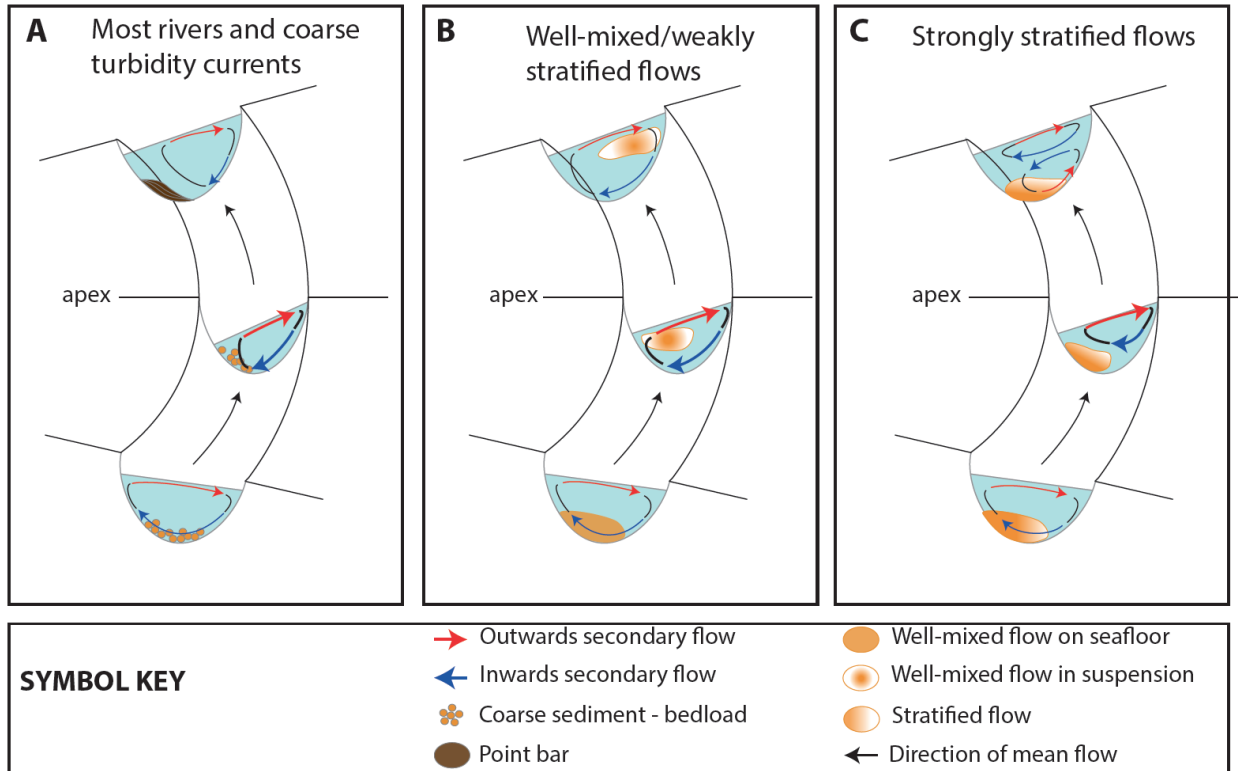 A Most rivers and coarse
turbidity currents
apex
B Well-mixed/weakly
stratified flows
apex
C Strongly stratified flows
apex
SYMBOL KEY
Outwards secondary flow
Inwards secondary flow
Coarse sediment - bedload
Point bar
Well-mixed flow on seafloor
Well-mixed flow in suspension
Stratified flow
Direction of mean flow